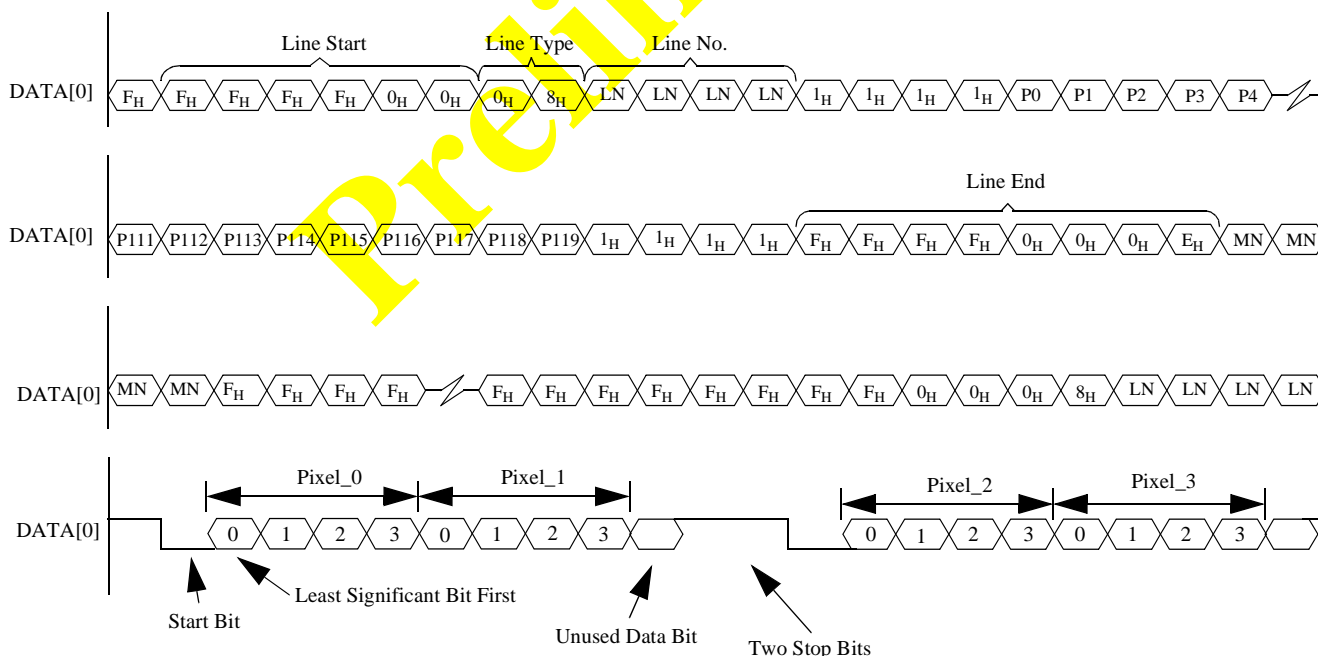 Line Start Line Type Line No.
DATA[0] FH FH FH FH FH 0H 0H 0H 8H LN LN LN LN 1H 1H 1H 1H P0 P1 P2 P3 P4
Line End
DATA[0] P111 P112 P113 P114 P115 P116 P117 P118 P119 1H 1H 1H 1H FH FH FH FH 0H 0H 0H EH MN MN
DATA[0] MN MN FH FH FH FH FH FH FH FH FH FH FH FH 0H 0H 0H 8H LN LN LN LN
Pixel_0 Pixel_1 Pixel_2 Pixel_3
DATA[0] 0 1 2 3 0 1 2 3 0 1 2 3 0 1 2 3
Least Significant Bit First
Start Bit
Unused Data Bit
Two Stop Bits
Prelin